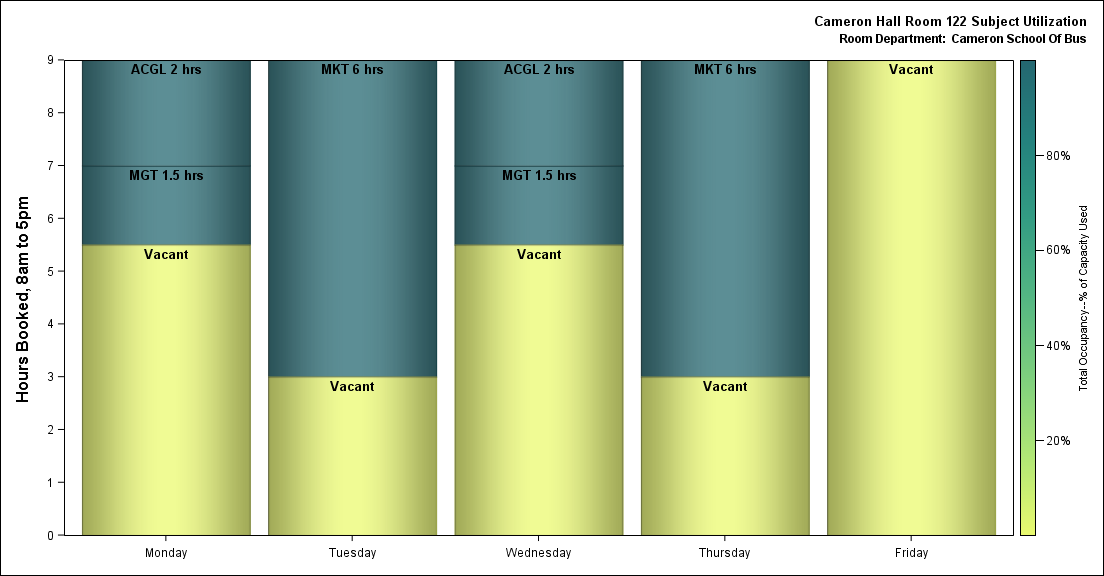 Cameron Hall Room 122 Subject Utilization
Room Department: Cameron School Of Bus
Hours Booked, 8am to 5pm
9
8
7
6
5
4
3
2
1
0
ACGL 2 hrs
MGT 1.5 hrs
Vacant
MKT 6 hrs
Vacant
ACGL 2 hrs
MGT 1.5 hrs
Vacant
MKT 6 hrs
Vacant
Vacant
Monday
Tuesday
Wednesday
Thursday
Friday
80%
60%
40%
20%
Total Occupancy--% of Capacity Used